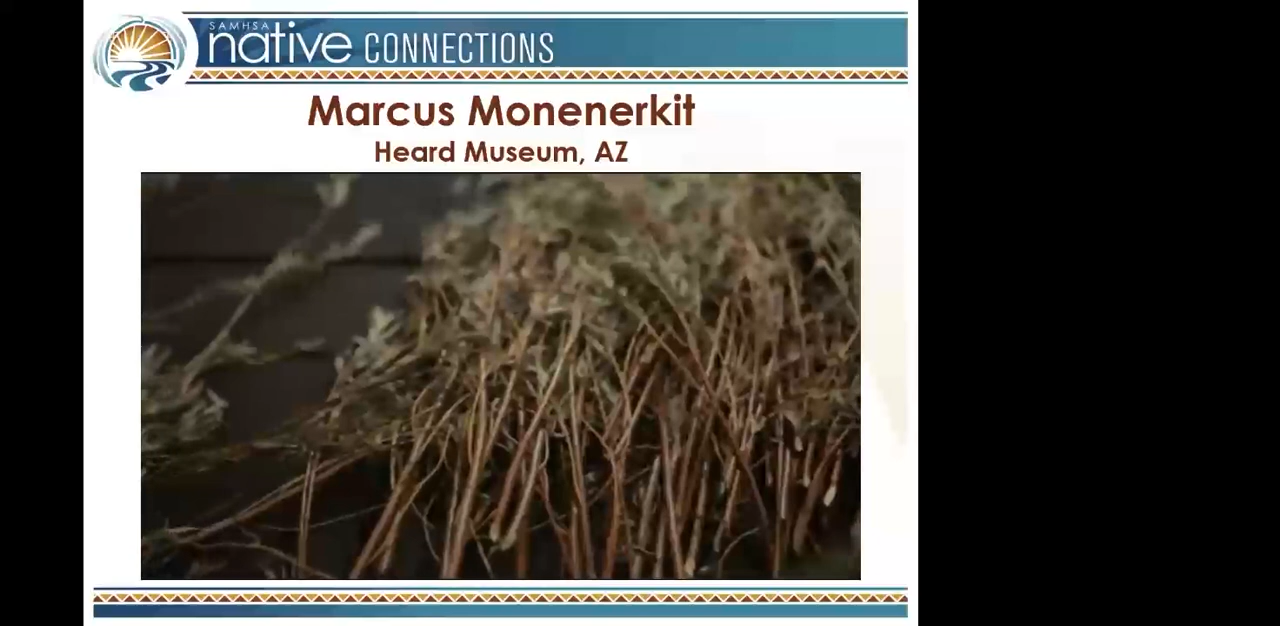 SAMHSA
native CONNECTIONS
Marcus Monenerkit
Heard Museum, AZ